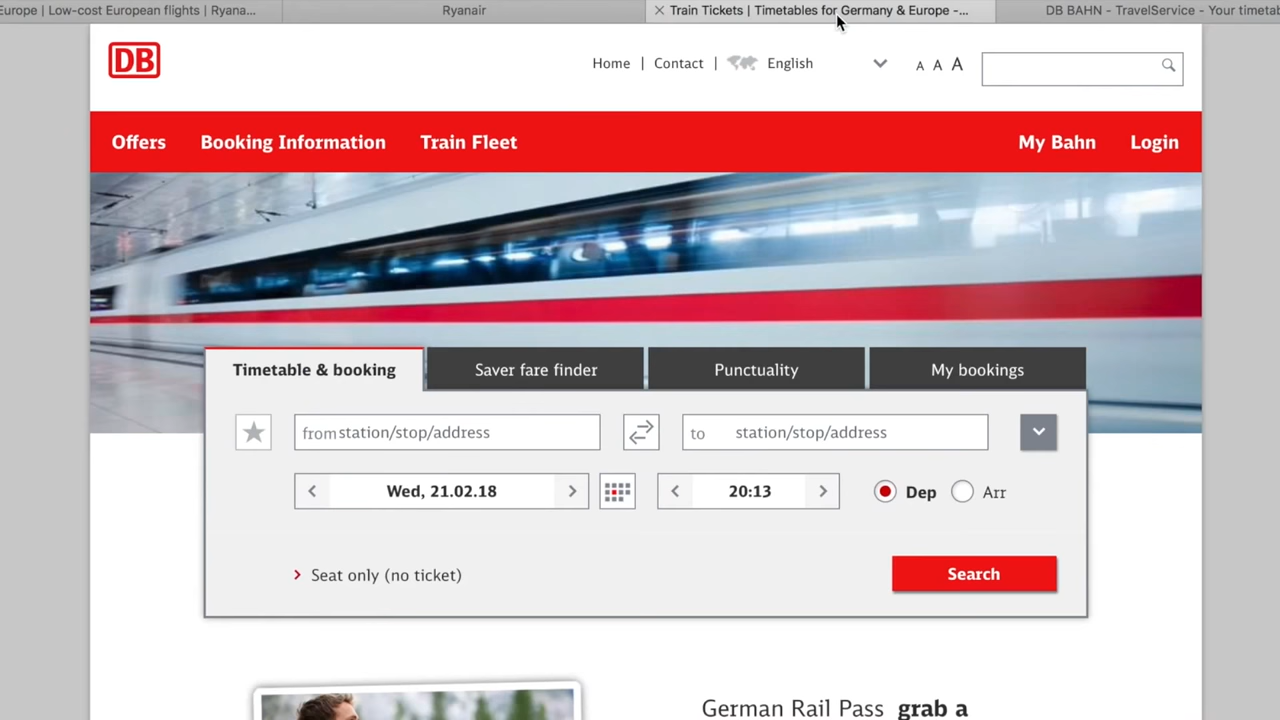 Europe | Low-cost European flights | Ryana...
Ryanair
Train Tickets | Timetables for Germany & Europe -...
DB BAHN - TravelService - Your timetab
DB
Home | Contact | English
A A A
Offers Booking Information Train Fleet My Bahn Login
Timetable & booking Saver fare finder Punctuality My bookings
from station/stop/address to station/stop/address
Wed, 21.02.18 20:13 Dep Arr
Seat only (no ticket) Search
German Rail Pass grab a